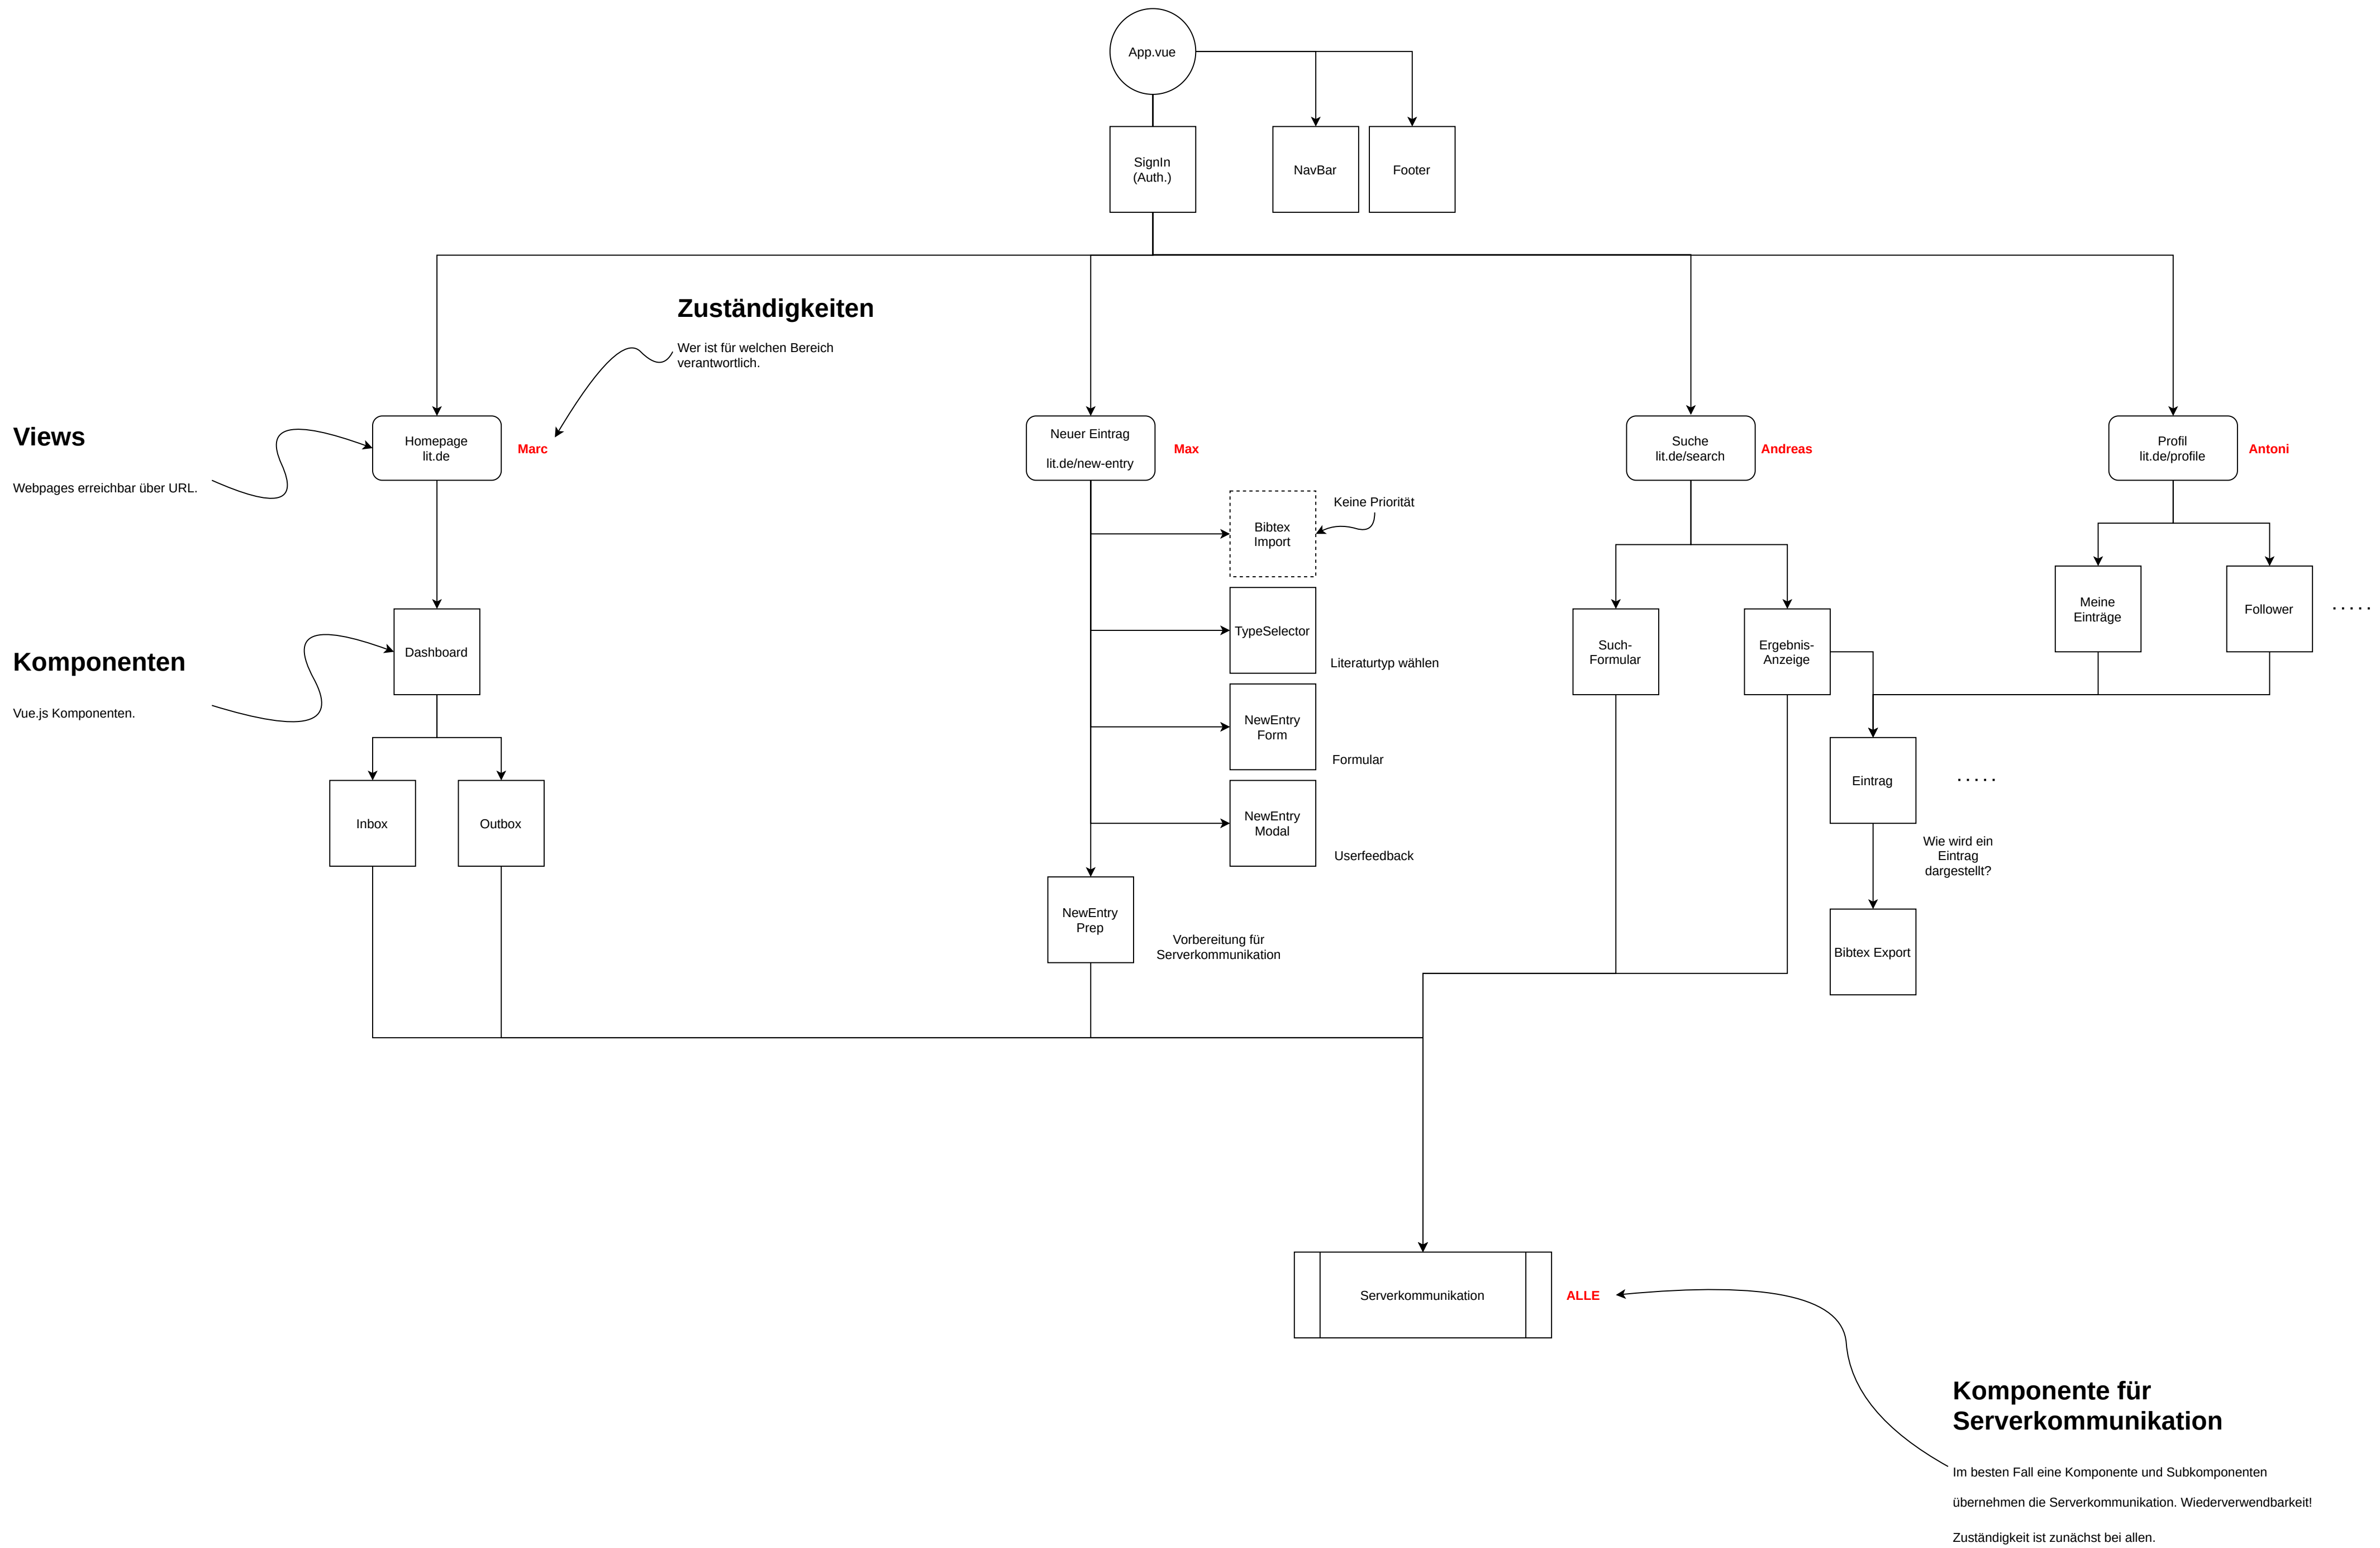 App.vue
SignIn
(Auth.)
NavBar
Footer
Zuständigkeiten
Wer ist für welchen Bereich
verantwortlich.
Views
Webpages erreichbar über URL.
Homepage
lit.de
Marc
Neuer Eintrag
lit.de/new-entry
Max
Suche
lit.de/search
Andreas
Profil
lit.de/profile
Antoni
Bibtex
Import
Keine Priorität
TypeSelector
Literaturtyp wählen
NewEntry
Form
Formular
NewEntry
Modal
Userfeedback
NewEntry
Prep
Vorbereitung für
Serverkommunikation
Komponenten
Vue.js Komponenten.
Dashboard
Inbox
Outbox
Such-
Formular
Ergebnis-
Anzeige
Meine
Einträge
Follower
.....
Eintrag
.....
Wie wird ein
Eintrag
dargestellt?
Bibtex Export
Serverkommunikation
ALLE
Komponente für
Serverkommunikation
Im besten Fall eine Komponente und Subkomponenten
übernehmen die Serverkommunikation. Wiederverwendbarkeit!
Zuständigkeit ist zunächst bei allen.